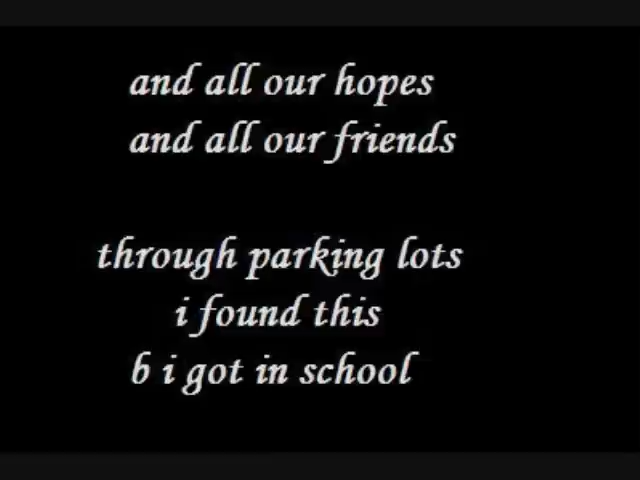 and all our hopes
and all our friends
through parking lots
i found this
b i got in school